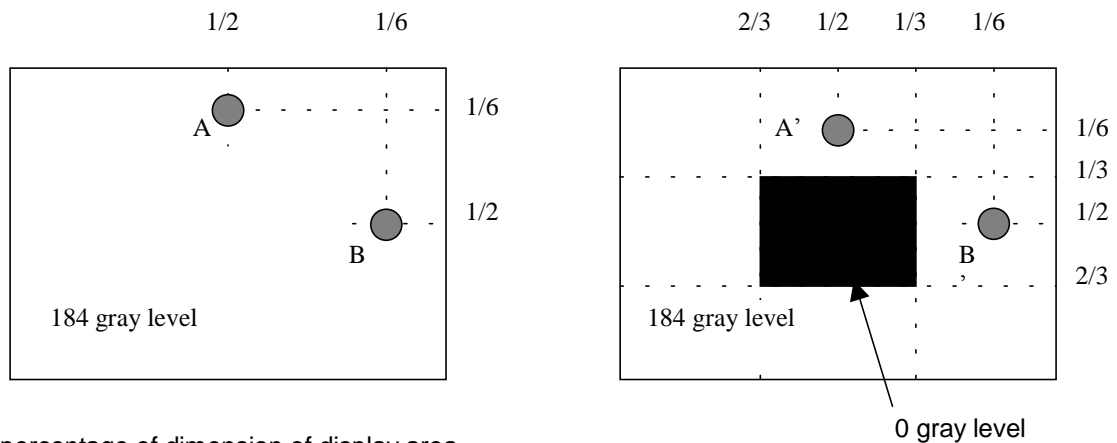 1/2 1/6
1/6
A
1/2
B
184 gray level
2/3 1/2 1/3 1/6
A’
1/6
1/3
1/2
B
’
2/3
184 gray level
0 gray level
percentage of dimension of display area